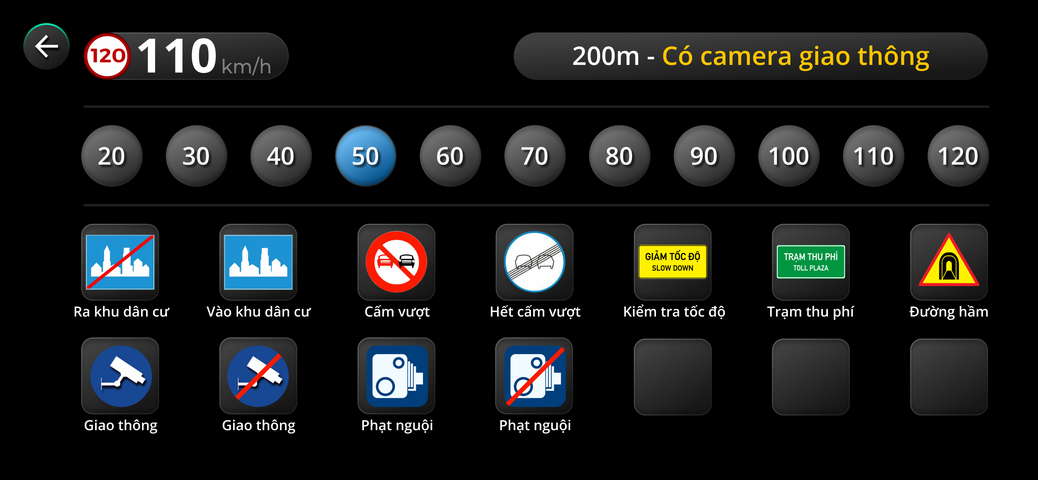 120 110 km/h
200m - Có camera giao thông
20 30 40 50 60 70 80 90 100 110 120
GIẢM TỐC ĐỘ
SLOW DOWN
TRẠM THU PHÍ
TOLL PLAZA
Ra khu dân cư Vào khu dân cư Cấm vượt Hết cấm vượt Kiểm tra tốc độ Trạm thu phí Đường hầm
Giao thông Giao thông Phạt nguội Phạt nguội